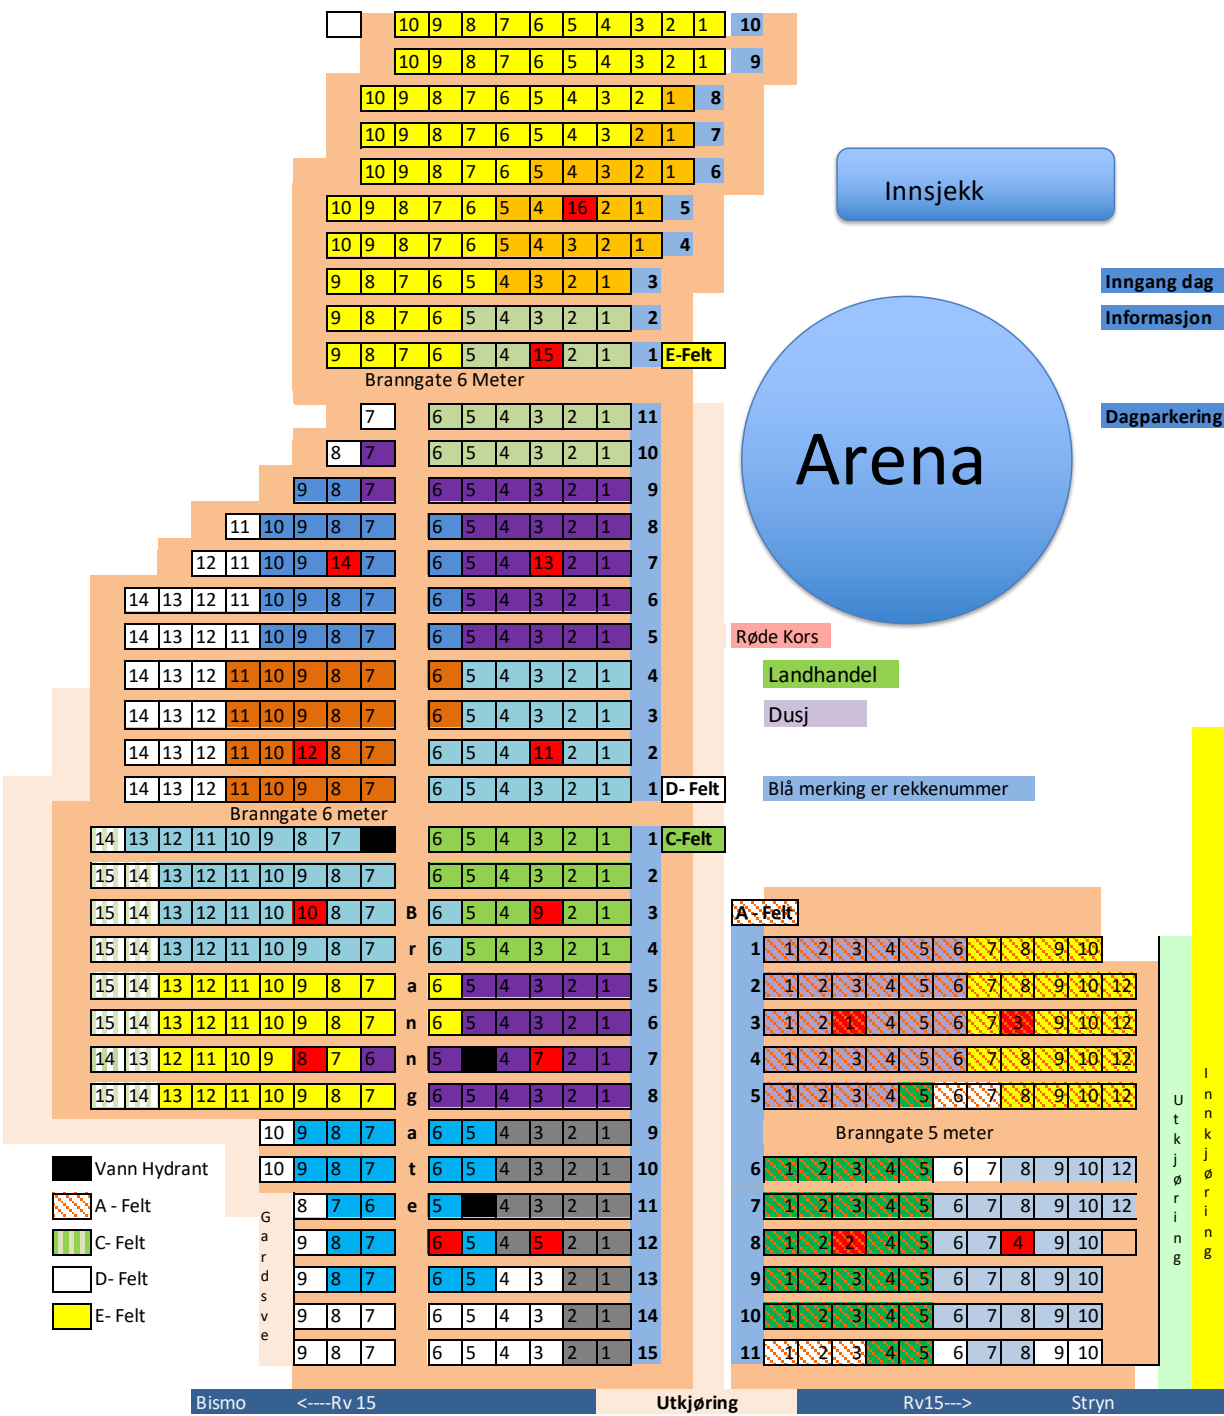 10 9 8 7 6 5 4 3 2 1 10
10 9 8 7 6 5 4 3 2 1 9
10 9 8 7 6 5 4 3 2 1 8
10 9 8 7 6 5 4 3 2 1 7
10 9 8 7 6 5 4 3 2 1 6
Innsjekk
10 9 8 7 6 5 4 16 2 1 5
10 9 8 7 6 5 4 3 2 1 4
9 8 7 6 5 4 3 2 1 3
Inngang dag
9 8 7 6 5 4 3 2 1 2
Informasjon
9 8 7 6 5 4 15 2 1 1 E-Felt
Branngate 6 Meter
7 6 5 4 3 2 1 11
Dagparkering
8 7 6 5 4 3 2 1 10
Arena
9 8 7 6 5 4 3 2 1 9
11 10 9 8 7 6 5 4 3 2 1 8
12 11 10 9 14 7 6 5 4 13 2 1 7
14 13 12 11 10 9 8 7 6 5 4 3 2 1 6
14 13 12 11 10 9 8 7 6 5 4 3 2 1 5
Røde Kors
14 13 12 11 10 9 8 7 6 5 4 3 2 1 4
Landhandel
14 13 12 11 10 9 8 7 6 5 4 3 2 1 3
Dusj
14 13 12 11 10 12 8 7 6 5 4 11 2 1 2
14 13 12 11 10 9 8 7 6 5 4 3 2 1 1 D- Felt
Blå merking er rekkenummer
Branngate 6 meter
14 13 12 11 10 9 8 7 6 5 4 3 2 1 1 C-Felt
15 14 13 12 11 10 9 8 7 6 5 4 3 2 1 2
15 14 13 12 11 10 10 8 7 B 6 5 4 9 2 1 3
A - Felt
15 14 13 12 11 10 9 8 7 r 6 5 4 3 2 1 4
1 1 2 3 4 5 6 7 8 9 10
15 14 13 12 11 10 9 8 7 a 6 5 4 3 2 1 5
2 1 2 3 4 5 6 7 8 9 10 12
15 14 13 12 11 10 9 8 7 n 6 5 4 3 2 1 6
3 1 2 1 4 5 6 7 3 9 10 12
14 13 12 11 10 9 8 7 6 n 5 4 7 2 1 7
4 1 2 3 4 5 6 7 8 9 10 12
15 14 13 12 11 10 9 8 7 g 6 5 4 3 2 1 8
5 1 2 3 4 5 6 7 8 9 10 12
10 9 8 7 a 6 5 4 3 2 1 9
Branngate 5 meter
Vann Hydrant
10 9 8 7 t 6 5 4 3 2 1 10
6 1 2 3 4 5 6 7 8 9 10 12
A - Felt
8 7 6 e 5 4 3 2 1 11
7 1 2 3 4 5 6 7 8 9 10 12
C- Felt
9 8 7 6 5 4 5 2 1 12
8 1 2 2 4 5 6 7 4 9 10
D- Felt
9 8 7 6 5 4 3 2 1 13
9 1 2 3 4 5 6 7 8 9 10
E- Felt
9 8 7 6 5 4 3 2 1 14
10 1 2 3 4 5 6 7 8 9 10
9 8 7 6 5 4 3 2 1 15
11 1 2 3 4 5 6 7 8 9 10
Gardsve
Utkjøring
Innkjøring
Bismo <----Rv 15 Utkjøring Rv15---> Stryn